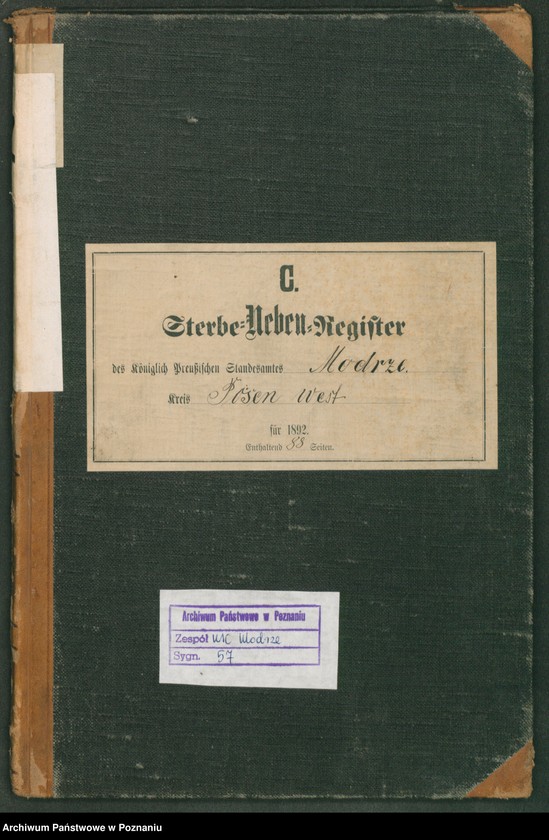 C.
Sterbe-Neben-Register
des Königlich Preußischen Standesamtes Modrze.
Kreis Posen West
für 1892.
Enthaltend 88 Seiten.
Archiwum Państwowe w Poznaniu
Zespół USC Modrze
Sygn. 57
Archiwum Państwowe w Poznaniu